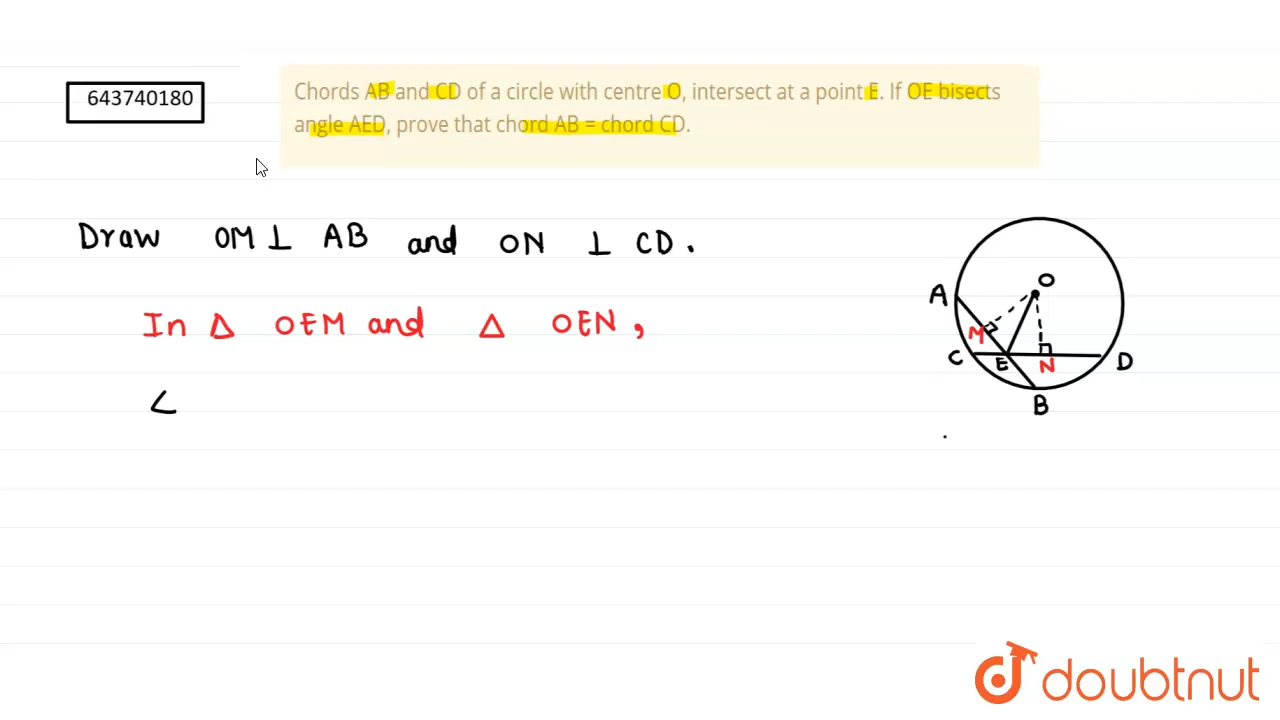 643740180
Chords AB and CD of a circle with centre O, intersect at a point E. If OE bisects
angle AED, prove that chord AB = chord CD.
Draw OM ⊥ AB and ON ⊥ CD.
In Δ OEM and Δ OEN,
∠
O
A
M
C
E
N
D
B
doubtnut